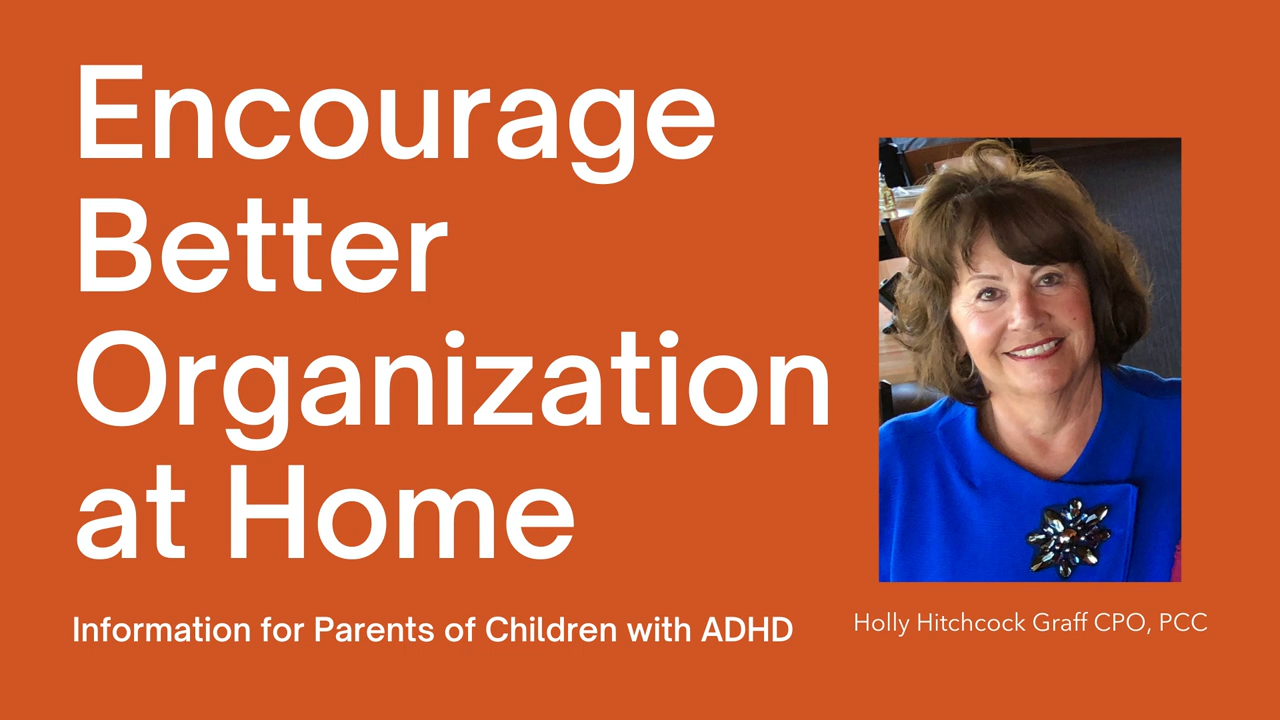 Encourage
Better
Organization
at Home
Information for Parents of Children with ADHD
Holly Hitchcock Graff CPO, PCC